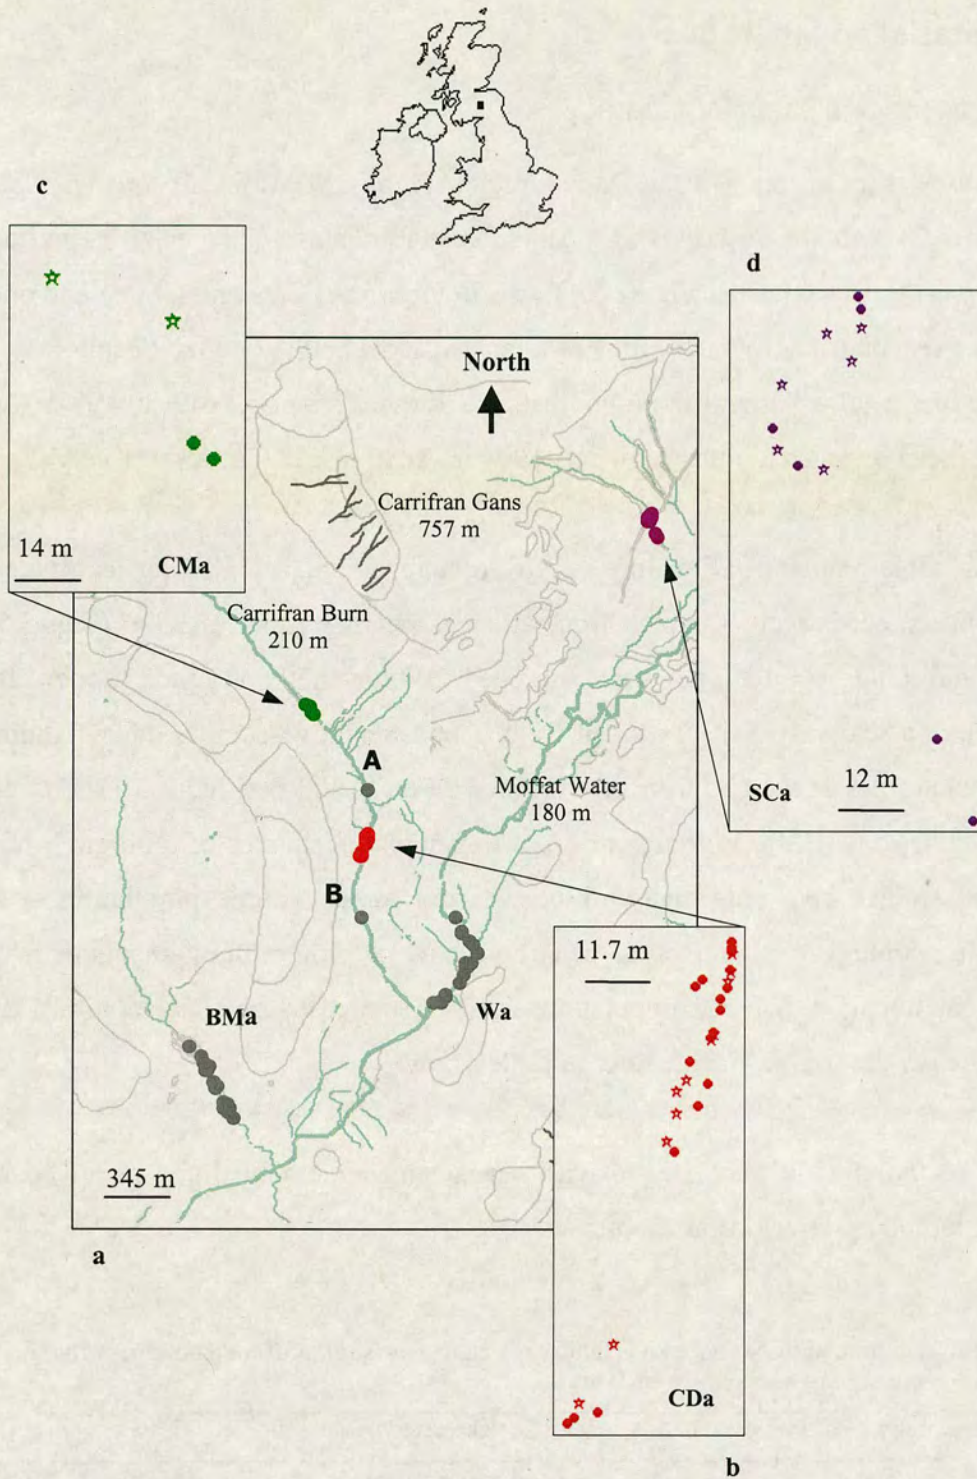 c
d
North
Carrifran Gans
757 m
14 m
CMa
Carrifran Burn
210 m
A
Moffat Water
180 m
SCa
12 m
B
11.7 m
BMa
Wa
345 m
a
CDa
b